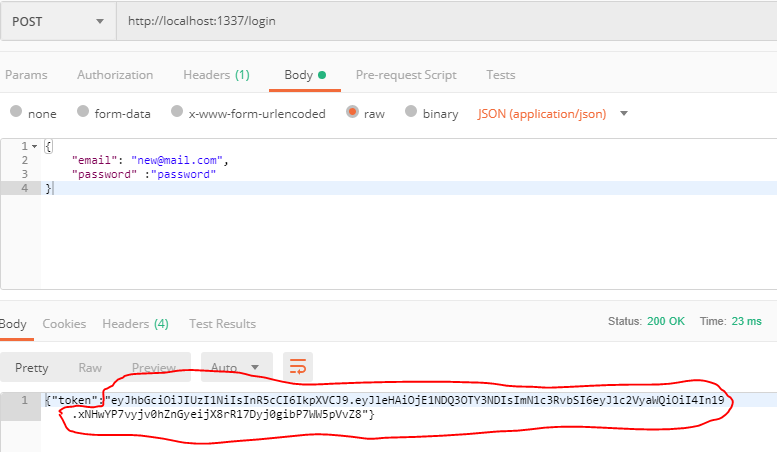 POST http://localhost:1337/login
Params Authorization Headers (1) Body Pre-request Script Tests
none form-data x-www-form-urlencoded raw binary JSON (application/json)
1 {
2 "email": "new@mail.com",
3 "password" :"password"
4 }
Body Cookies Headers (4) Test Results Status: 200 OK Time: 23 ms
Pretty Raw Preview Auto
1 {"token":"eyJhbGciOiJIUzI1NiIsInR5cCI6IkpXVCJ9.eyJleHAiOjE1NDQ3OTY3NDIsImN1c3RvbSI6eyJ1c2VyaWQiOiI4In19
.xNHwYP7vyjv0hZnGyeijX8rR17Dyj0gibP7WW5pVvZ8"}